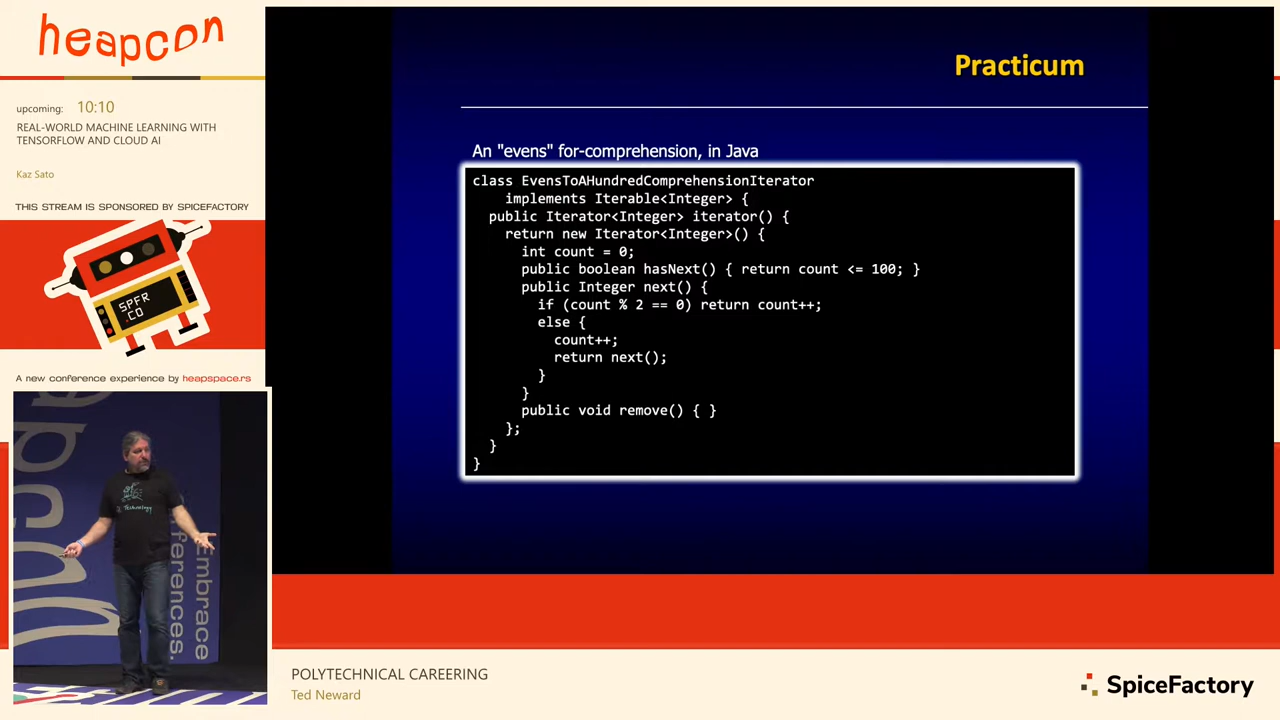 heapcon
upcoming: 10:10
REAL-WORLD MACHINE LEARNING WITH
TENSORFLOW AND CLOUD AI
Kaz Sato
THIS STREAM IS SPONSORED BY SPICEFACTORY
SPFR
.CO
A new conference experience by heapspace.rs
Technology
Embrace
Practicum
An "evens" for-comprehension, in Java
class EvensToAHundredComprehensionIterator
implements Iterable<Integer> {
public Iterator<Integer> iterator() {
return new Iterator<Integer>() {
int count = 0;
public boolean hasNext() { return count <= 100; }
public Integer next() {
if (count % 2 == 0) return count++;
else {
count++;
return next();
}
}
public void remove() { }
};
}
}
POLYTECHNICAL CAREERING
Ted Neward
SpiceFactory